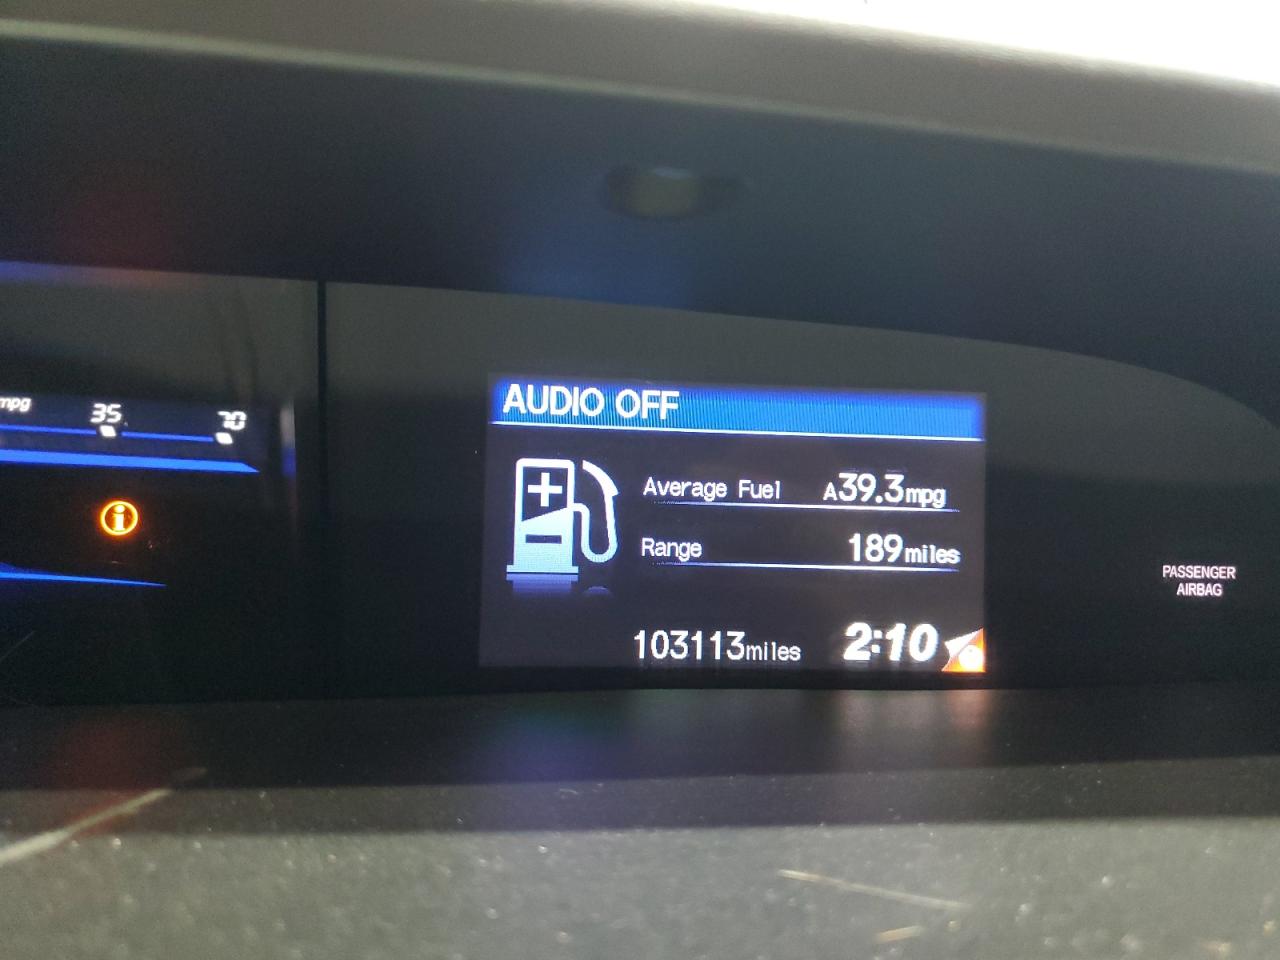 AUDIO OFF
mpg 35 70
Average Fuel A39.3mpg
Range 189miles
PASSENGER
AIRBAG
103113miles 2:10